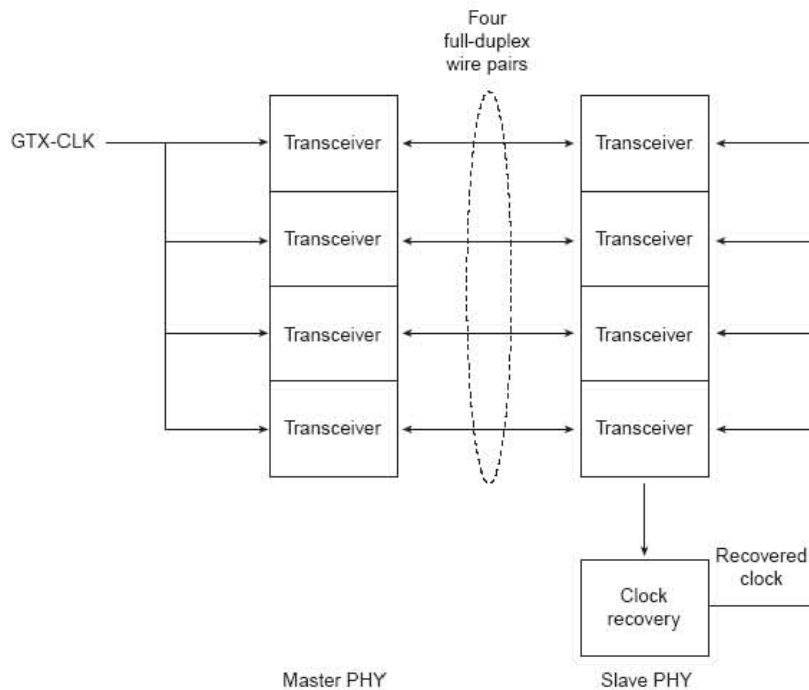 Four
full-duplex
wire pairs
GTX-CLK
Transceiver
Transceiver
Transceiver
Transceiver
Transceiver
Transceiver
Transceiver
Transceiver
Clock
recovery
Recovered
clock
Master PHY
Slave PHY